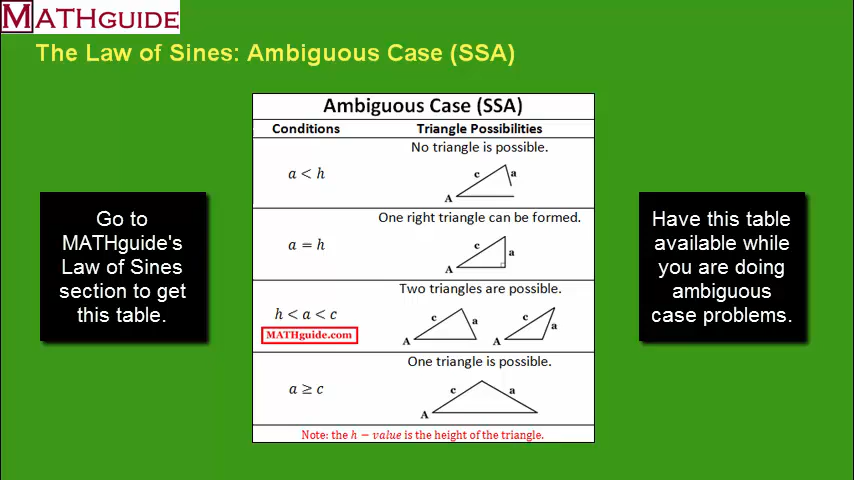 MATHGUIDE
The Law of Sines: Ambiguous Case (SSA)
Go to
MATHguide's
Law of Sines
section to get
this table.
Ambiguous Case (SSA)
Conditions Triangle Possibilities
No triangle is possible.
a < h
c a
A
One right triangle can be formed.
a = h
c a
A
Two triangles are possible.
h < a < c
MATHguide.com
c a c a
A A
One triangle is possible.
a ≥ c
c a
A
Note: the h − value is the height of the triangle.
Have this table
available while
you are doing
ambiguous
case problems.